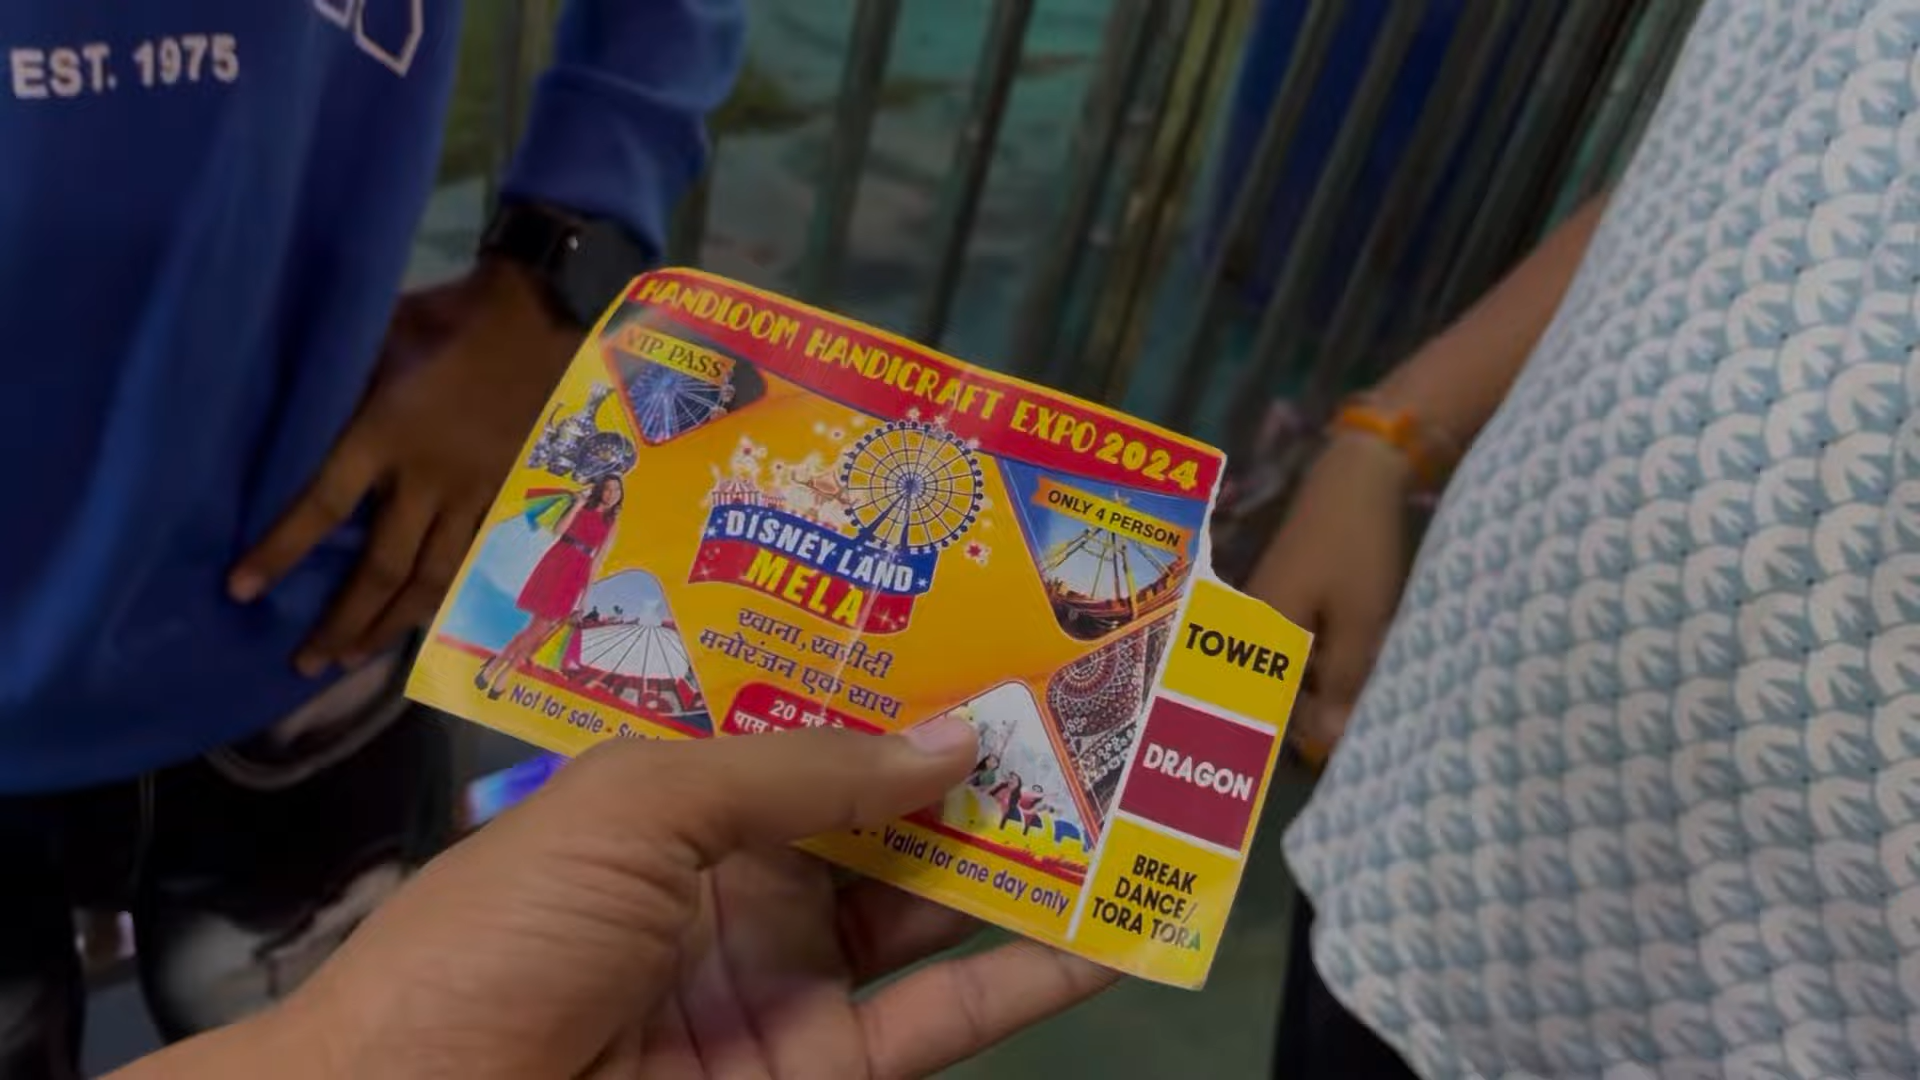 EST. 1975
HANDLOOM HANDICRAFT EXPO 2024
VIP PASS
ONLY 4 PERSON
DISNEY LAND
MELA
खाना, खरीदी
मनोरंजन एक साथ
20 मई
पास
Not for sale •
• Valid for one day only
TOWER
DRAGON
BREAK
DANCE/
TORA TORA